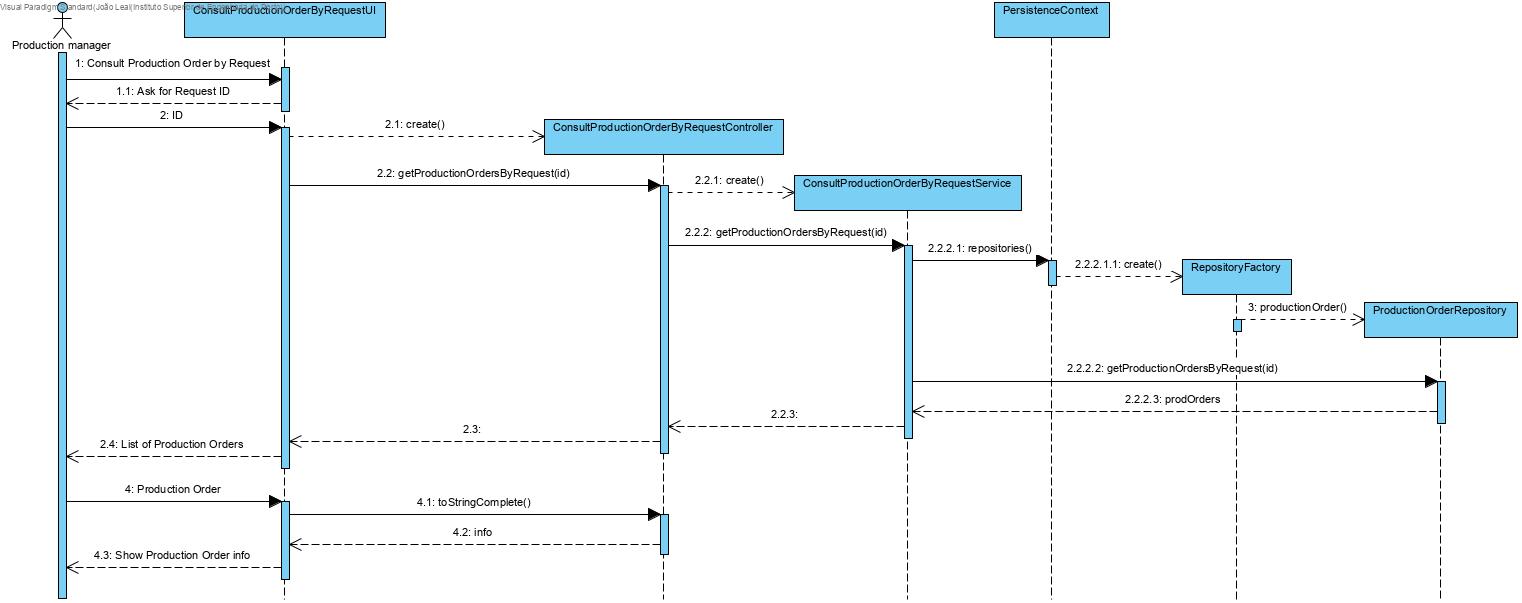 Visual Paradigm Standard(João Leal(Instituto Superior de Engenharia do Porto)
ConsultProductionOrderByRequestUI
PersistenceContext
Production manager
1: Consult Production Order by Request
1.1: Ask for Request ID
2: ID
2.1: create()
ConsultProductionOrderByRequestController
2.2: getProductionOrdersByRequest(id)
2.2.1: create()
ConsultProductionOrderByRequestService
2.2.2: getProductionOrdersByRequest(id)
2.2.2.1: repositories()
2.2.2.1.1: create()
RepositoryFactory
3: productionOrder()
ProductionOrderRepository
2.2.2.2: getProductionOrdersByRequest(id)
2.2.2.3: prodOrders
2.2.3:
2.3:
2.4: List of Production Orders
4: Production Order
4.1: toStringComplete()
4.2: info
4.3: Show Production Order info